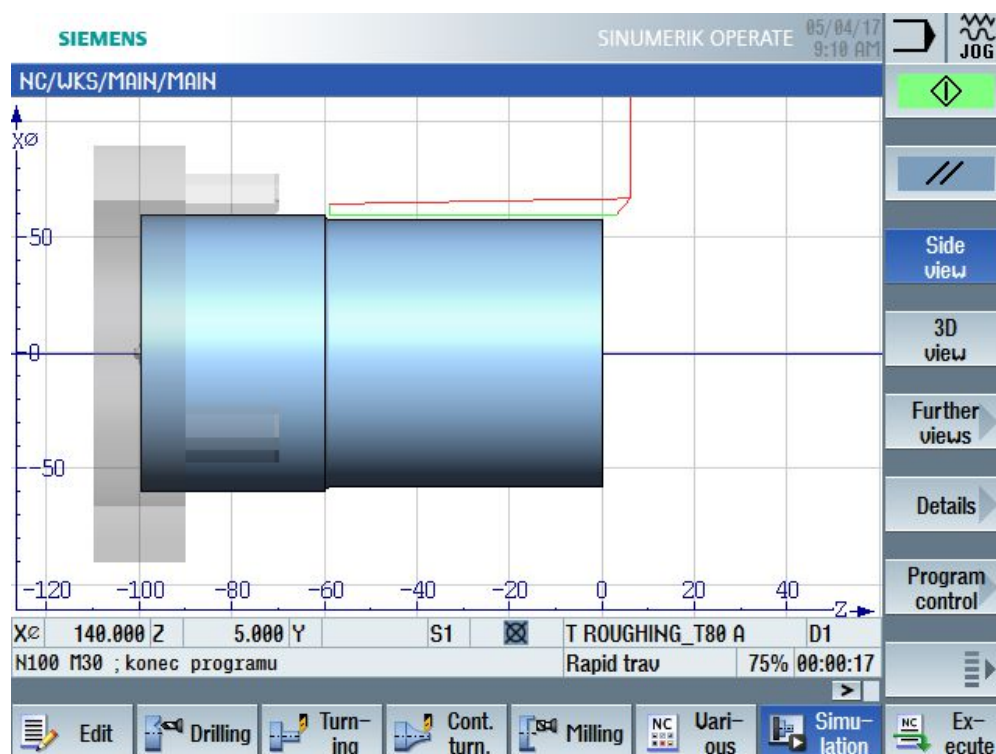 SIEMENS
SINUMERIK OPERATE
05/04/17
9:10 AM
JOG
NC/WKS/MAIN/MAIN
XØ
50
0
-50
-120 -100 -80 -60 -40 -20 0 20 40
Z
Side
view
3D
view
Further
views
Details
Program
control
XØ 140.000 Z 5.000 Y S1 T ROUGHING_T80 A D1
N100 M30 ;konec programu Rapid trav 75% 00:00:17
>
Edit
Drilling
Turn-
ing
Cont.
turn.
Milling
NC
Vari-
ous
Simu-
lation
NC
Ex-
ecute